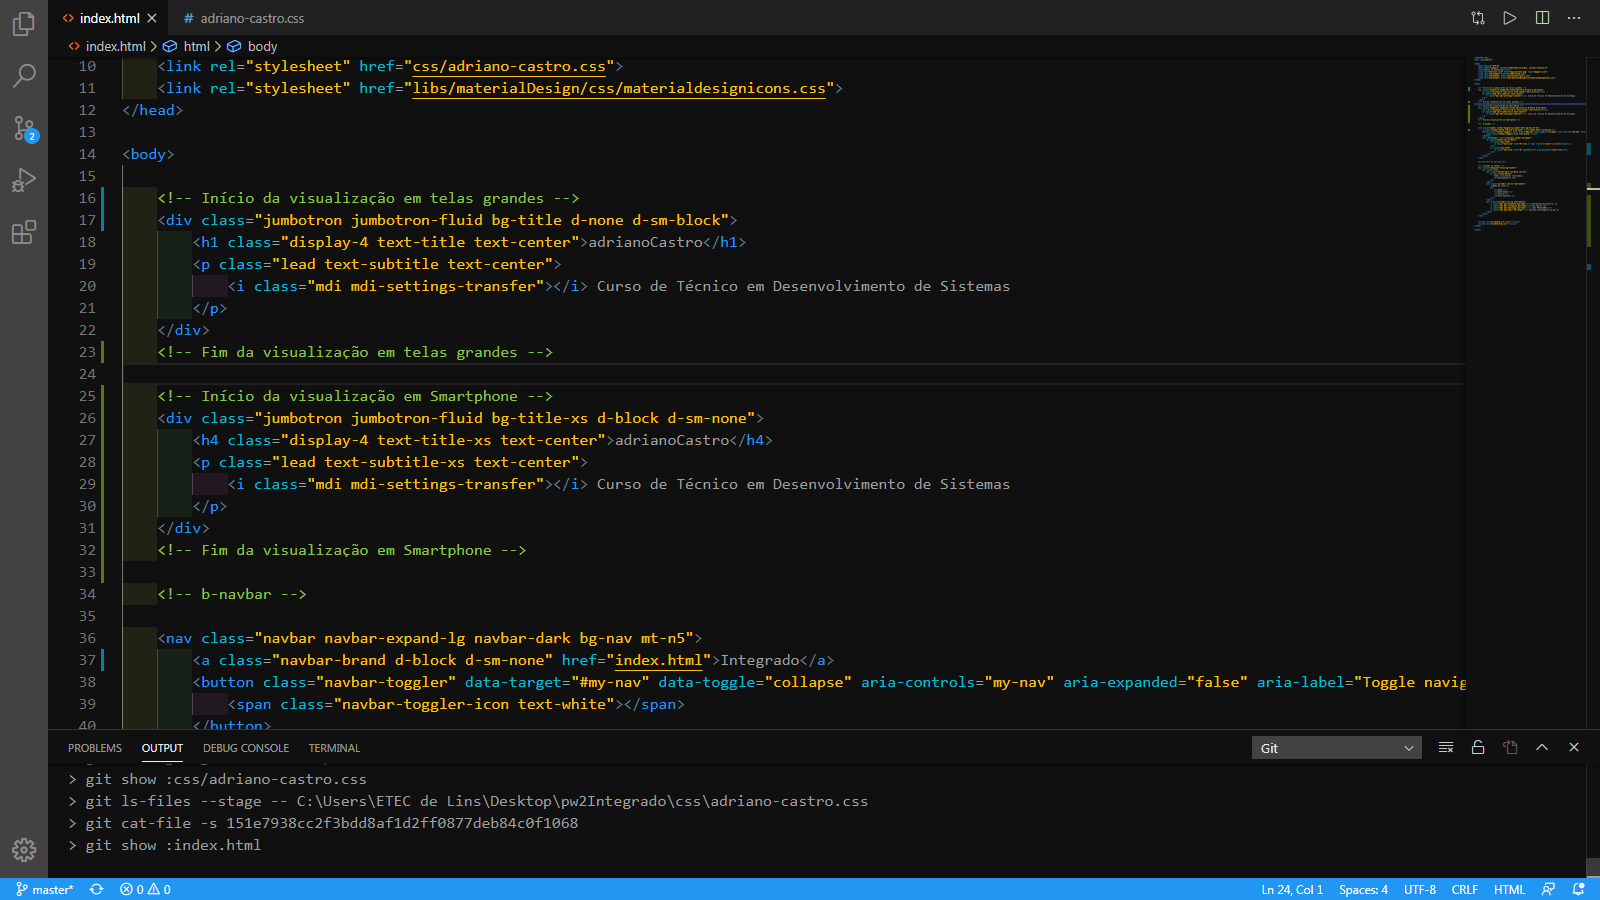 index.html
adriano-castro.css
index.html > html > body
10 <link rel="stylesheet" href="css/adriano-castro.css">
11 <link rel="stylesheet" href="libs/materialDesign/css/materialdesignicons.css">
12 </head>
13
14 <body>
15
16 <!-- Início da visualização em telas grandes -->
17 <div class="jumbotron jumbotron-fluid bg-title d-none d-sm-block">
18 <h1 class="display-4 text-title text-center">adrianoCastro</h1>
19 <p class="lead text-subtitle text-center">
20 <i class="mdi mdi-settings-transfer"></i> Curso de Técnico em Desenvolvimento de Sistemas
21 </p>
22 </div>
23 <!-- Fim da visualização em telas grandes -->
24
25 <!-- Início da visualização em Smartphone -->
26 <div class="jumbotron jumbotron-fluid bg-title-xs d-block d-sm-none">
27 <h4 class="display-4 text-title-xs text-center">adrianoCastro</h4>
28 <p class="lead text-subtitle-xs text-center">
29 <i class="mdi mdi-settings-transfer"></i> Curso de Técnico em Desenvolvimento de Sistemas
30 </p>
31 </div>
32 <!-- Fim da visualização em Smartphone -->
33
34 <!-- b-navbar -->
35
36 <nav class="navbar navbar-expand-lg navbar-dark bg-nav mt-n5">
37 <a class="navbar-brand d-block d-sm-none" href="index.html">Integrado</a>
38 <button class="navbar-toggler" data-target="#my-nav" data-toggle="collapse" aria-controls="my-nav" aria-expanded="false" aria-label="Toggle navig
39 <span class="navbar-toggler-icon text-white"></span>
40 </button>
2
PROBLEMS OUTPUT DEBUG CONSOLE TERMINAL Git
> git show :css/adriano-castro.css
> git ls-files --stage -- C:\Users\ETEC de Lins\Desktop\pw2Integrado\css\adriano-castro.css
> git cat-file -s 151e7938cc2f3bdd8af1d2ff0877deb84c0f1068
> git show :index.html
master* 0 0 Ln 24, Col 1 Spaces: 4 UTF-8 CRLF HTML